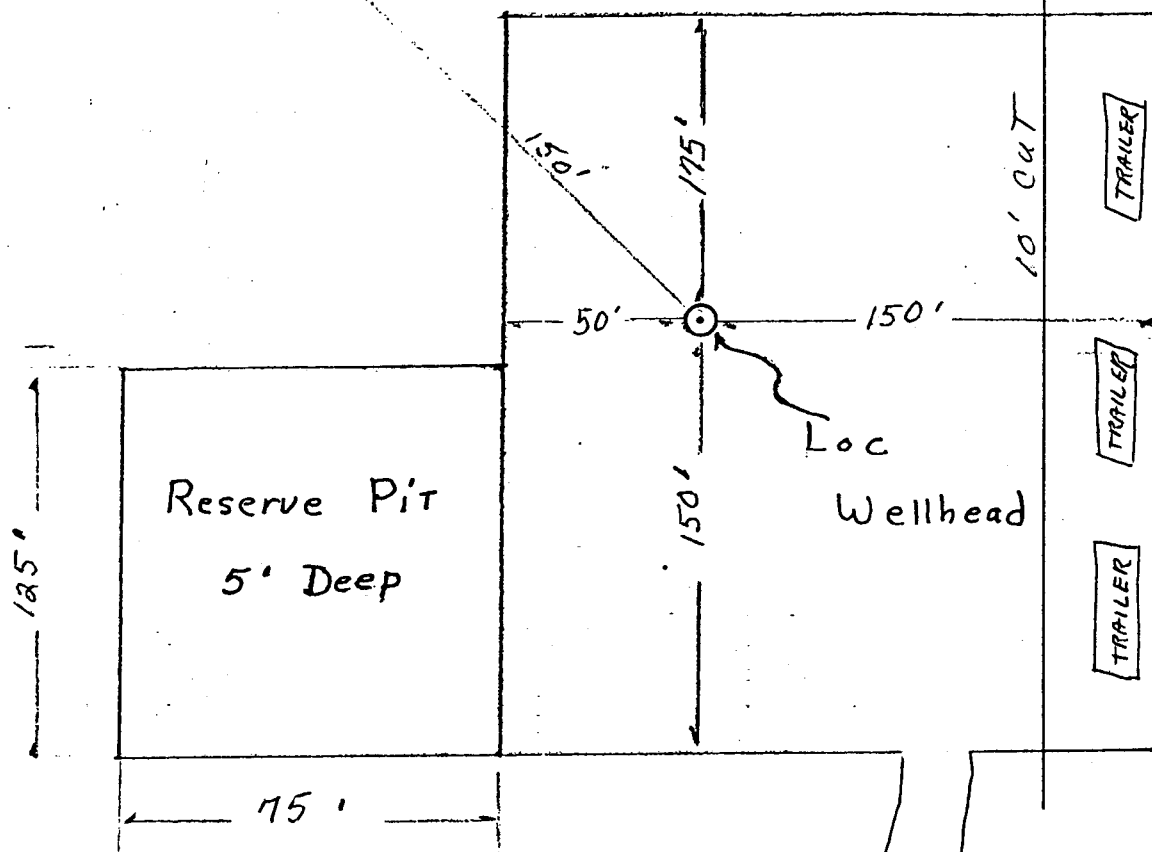 150'
175'
10' CUT
TRAILER
50'
150'
TRAILER
Loc
Wellhead
150'
Reserve Pit
5' Deep
125'
TRAILER
75'